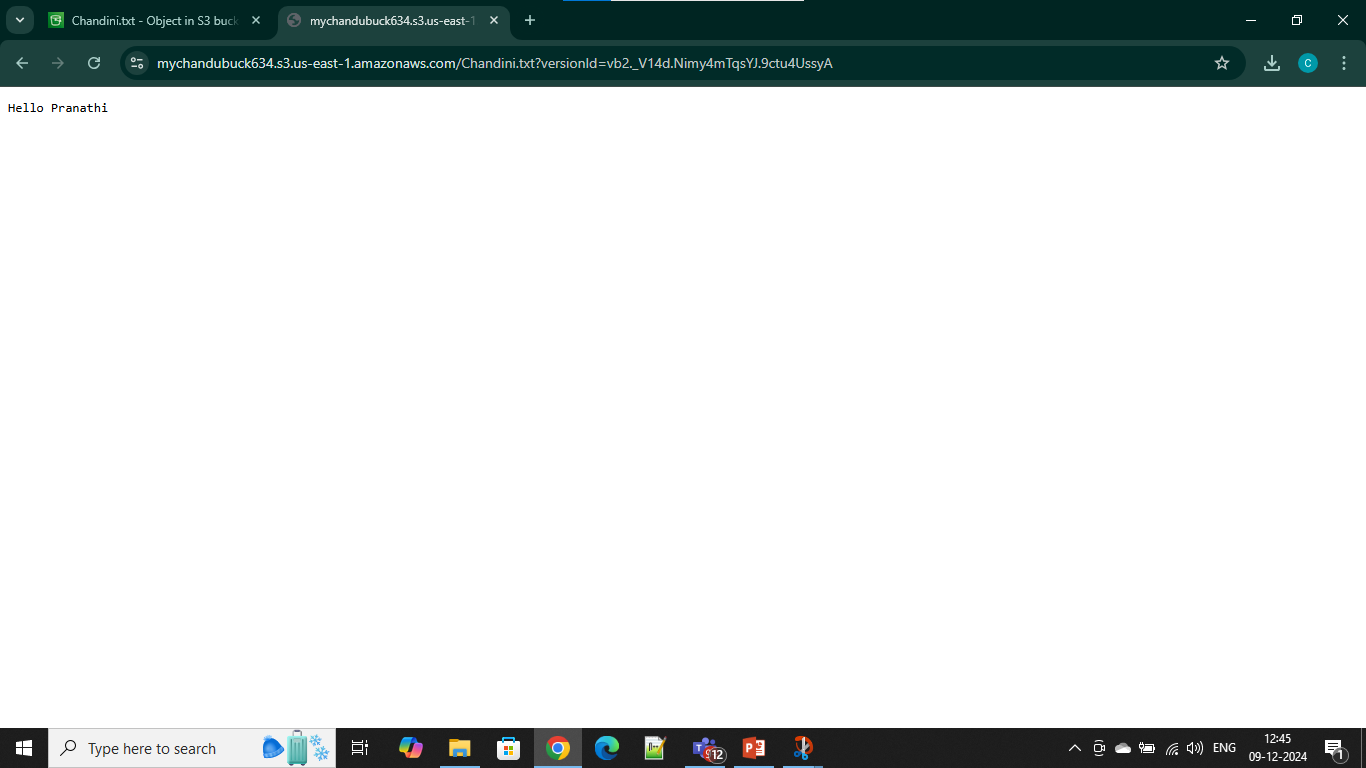 Chandini.txt - Object in S3 buck
mychandubuck634.s3.us-east-1
mychandubuck634.s3.us-east-1.amazonaws.com/Chandini.txt?versionId=vb2._V14d.Nimy4mTqsYJ.9ctu4UssyA
C
Hello Pranathi
Type here to search
12
ENG
12:45
09-12-2024
1